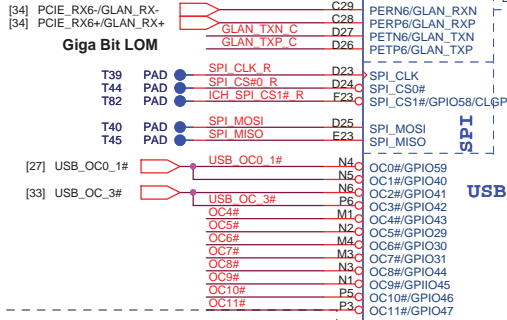 [34] PCIE_RX6-/GLAN_RX- C29 PERN6/GLAN_RXN
[34] PCIE_RX6+/GLAN_RX+ C28 PERP6/GLAN_RXP
GLAN_TXN_C D27 PETN6/GLAN_TXN
Giga Bit LOM GLAN_TXP_C D26 PETP6/GLAN_TXP
T39 PAD SPI_CLK_R D23 SPI_CLK
T44 PAD SPI_CS#0_R D24 SPI_CS0#
T82 PAD ICH_SPI_CS1#_R F23 SPI_CS1#/GPIO58/CLGP
SPI
T40 PAD SPI_MOSI D25 SPI_MOSI
T45 PAD SPI_MISO E23 SPI_MISO
[27] USB_OC0_1# USB_OC0_1# N4 OC0#/GPIO59
N5 OC1#/GPIO40
[33] USB_OC_3# N6 OC2#/GPIO41
USB
USB_OC_3# P6 OC3#/GPIO42
OC4# M1 OC4#/GPIO43
OC5# N2 OC5#/GPIO29
OC6# M4 OC6#/GPIO30
OC7# M3 OC7#/GPIO31
OC8# N3 OC8#/GPIO44
OC9# N1 OC9#/GPIO45
OC10# P5 OC10#/GPIO46
OC11# P3 OC11#/GPIO47